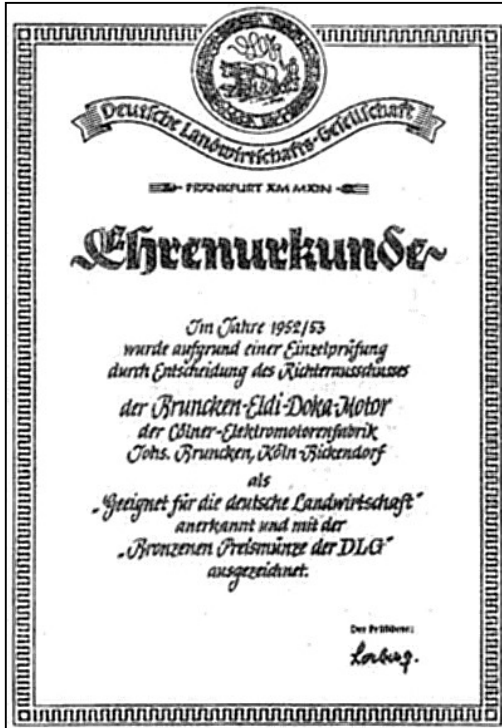 Deutsche Landwirtschafts-Gesellschaft
FRANKFURT AM MAIN
Ehrenurkunde
Im Jahre 1952/53
wurde aufgrund einer Einzelprüfung
durch Entscheidung des Richterausschusses
der Bruncken-Eldi-Doka-Motor
der Cölner-Elektromotorenfabrik
Johs. Bruncken, Köln-Bickendorf
als
„Geeignet für die deutsche Landwirtschaft"
anerkannt und mit der
„Bronzenen Preismünze der DLG"
ausgezeichnet.
Der Präsident: